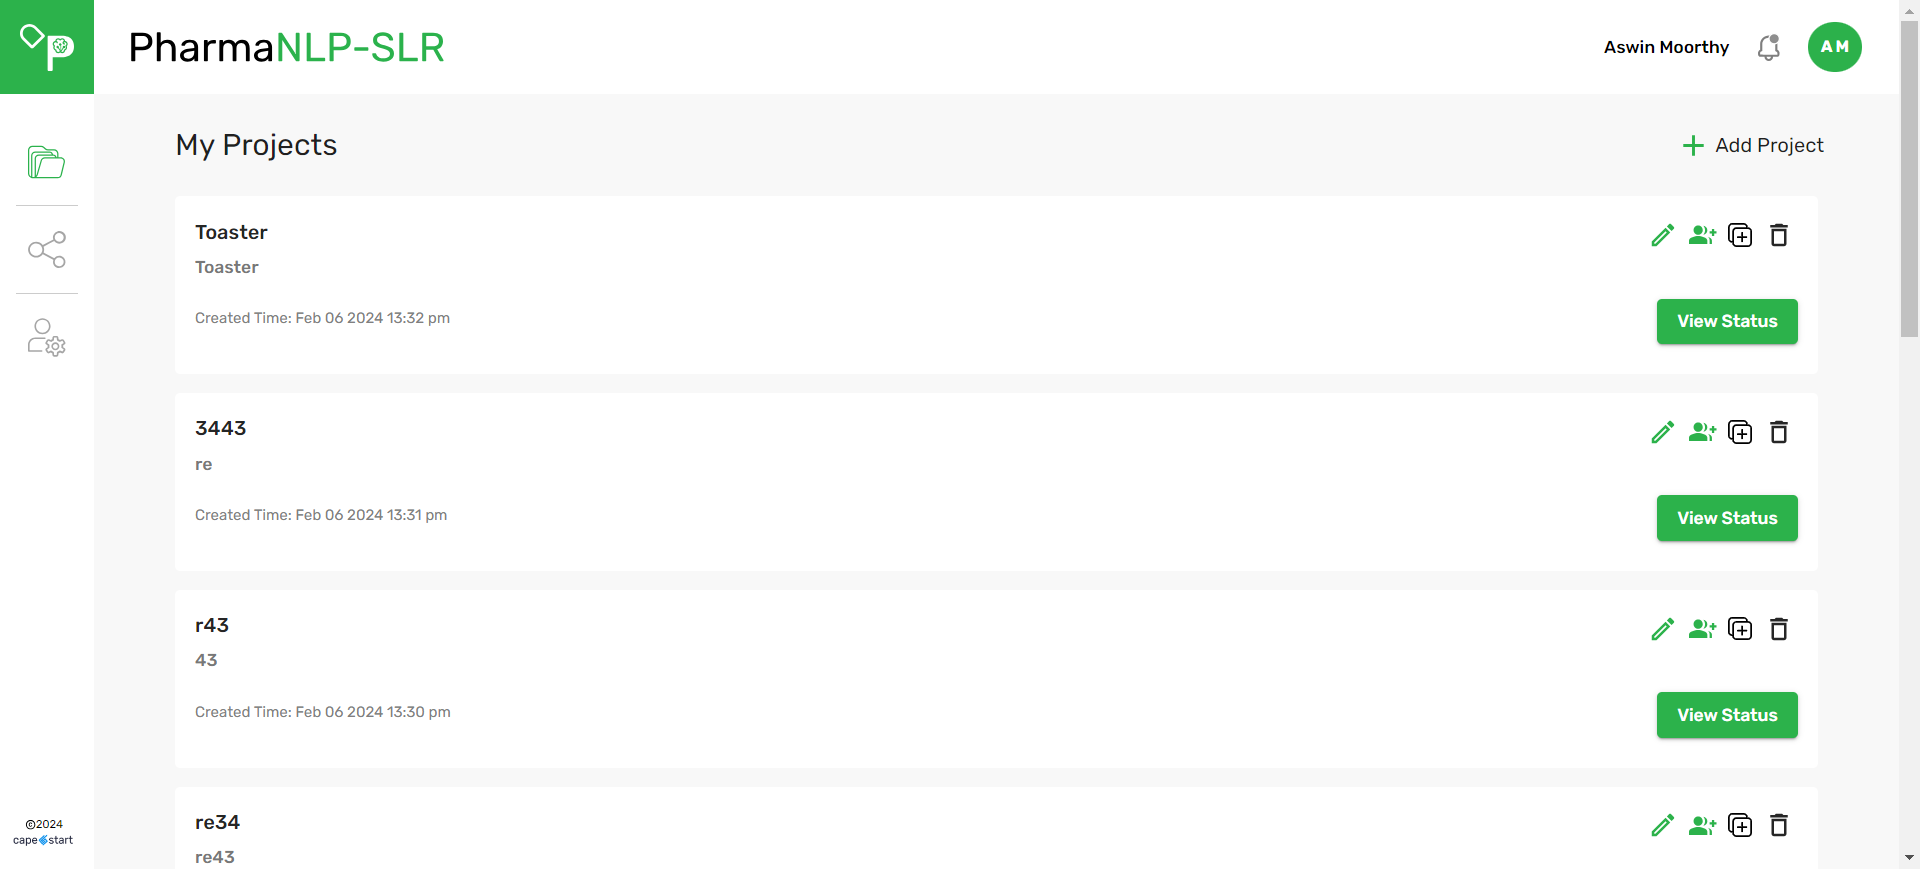 P
PharmaNLP-SLR
Aswin Moorthy
AM
My Projects
Add Project
Toaster
Toaster
Created Time: Feb 06 2024 13:32 pm
View Status
3443
re
Created Time: Feb 06 2024 13:31 pm
View Status
r43
43
Created Time: Feb 06 2024 13:30 pm
View Status
re34
re43
©2024
capestart